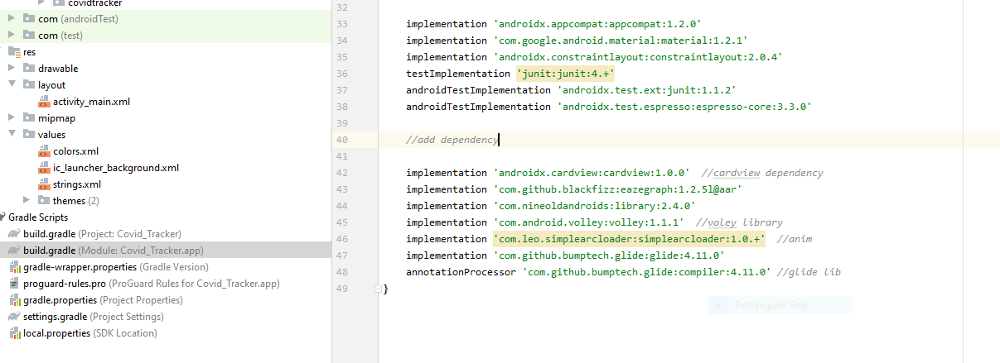 covidtracker
com (androidTest)
com (test)
res
drawable
layout
activity_main.xml
mipmap
values
colors.xml
ic_launcher_background.xml
strings.xml
themes (2)
Gradle Scripts
build.gradle (Project: Covid_Tracker)
build.gradle (Module: Covid_Tracker.app)
gradle-wrapper.properties (Gradle Version)
proguard-rules.pro (ProGuard Rules for Covid_Tracker.app)
gradle.properties (Project Properties)
settings.gradle (Project Settings)
local.properties (SDK Location)
32
33 implementation 'androidx.appcompat:appcompat:1.2.0'
34 implementation 'com.google.android.material:material:1.2.1'
35 implementation 'androidx.constraintlayout:constraintlayout:2.0.4'
36 testImplementation 'junit:junit:4.+'
37 androidTestImplementation 'androidx.test.ext:junit:1.1.2'
38 androidTestImplementation 'androidx.test.espresso:espresso-core:3.3.0'
39
40 //add dependency
41
42 implementation 'androidx.cardview:cardview:1.0.0' //cardview dependency
43 implementation 'com.github.blackfizz:eazegraph:1.2.5l@aar'
44 implementation 'com.nineoldandroids:library:2.4.0'
45 implementation 'com.android.volley:volley:1.1.1' //voley library
46 implementation 'com.leo.simplearcloader:simplearcloader:1.0.+' //anim
47 implementation 'com.github.bumptech.glide:glide:4.11.0'
48 annotationProcessor 'com.github.bumptech.glide:compiler:4.11.0' //glide lib
49 }
Rectangular Snip